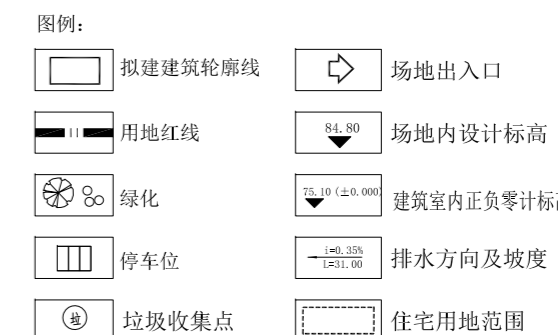 图例:
拟建建筑轮廓线
场地出入口
用地红线
84.80
场地内设计标高
绿化
75.10 (±0.000)
建筑室内正负零计标高
停车位
i=0.35%
L=31.00
排水方向及坡度
垃
垃圾收集点
住宅用地范围